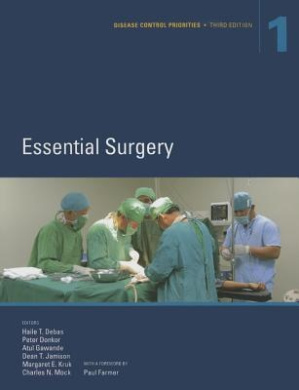 DISEASE CONTROL PRIORITIES • THIRD EDITION
1
Essential Surgery
EDITORS
Haile T. Debas
Peter Donkor
Atul Gawande
Dean T. Jamison
Margaret E. Kruk
Charles N. Mock
WITH A FOREWORD BY
Paul Farmer